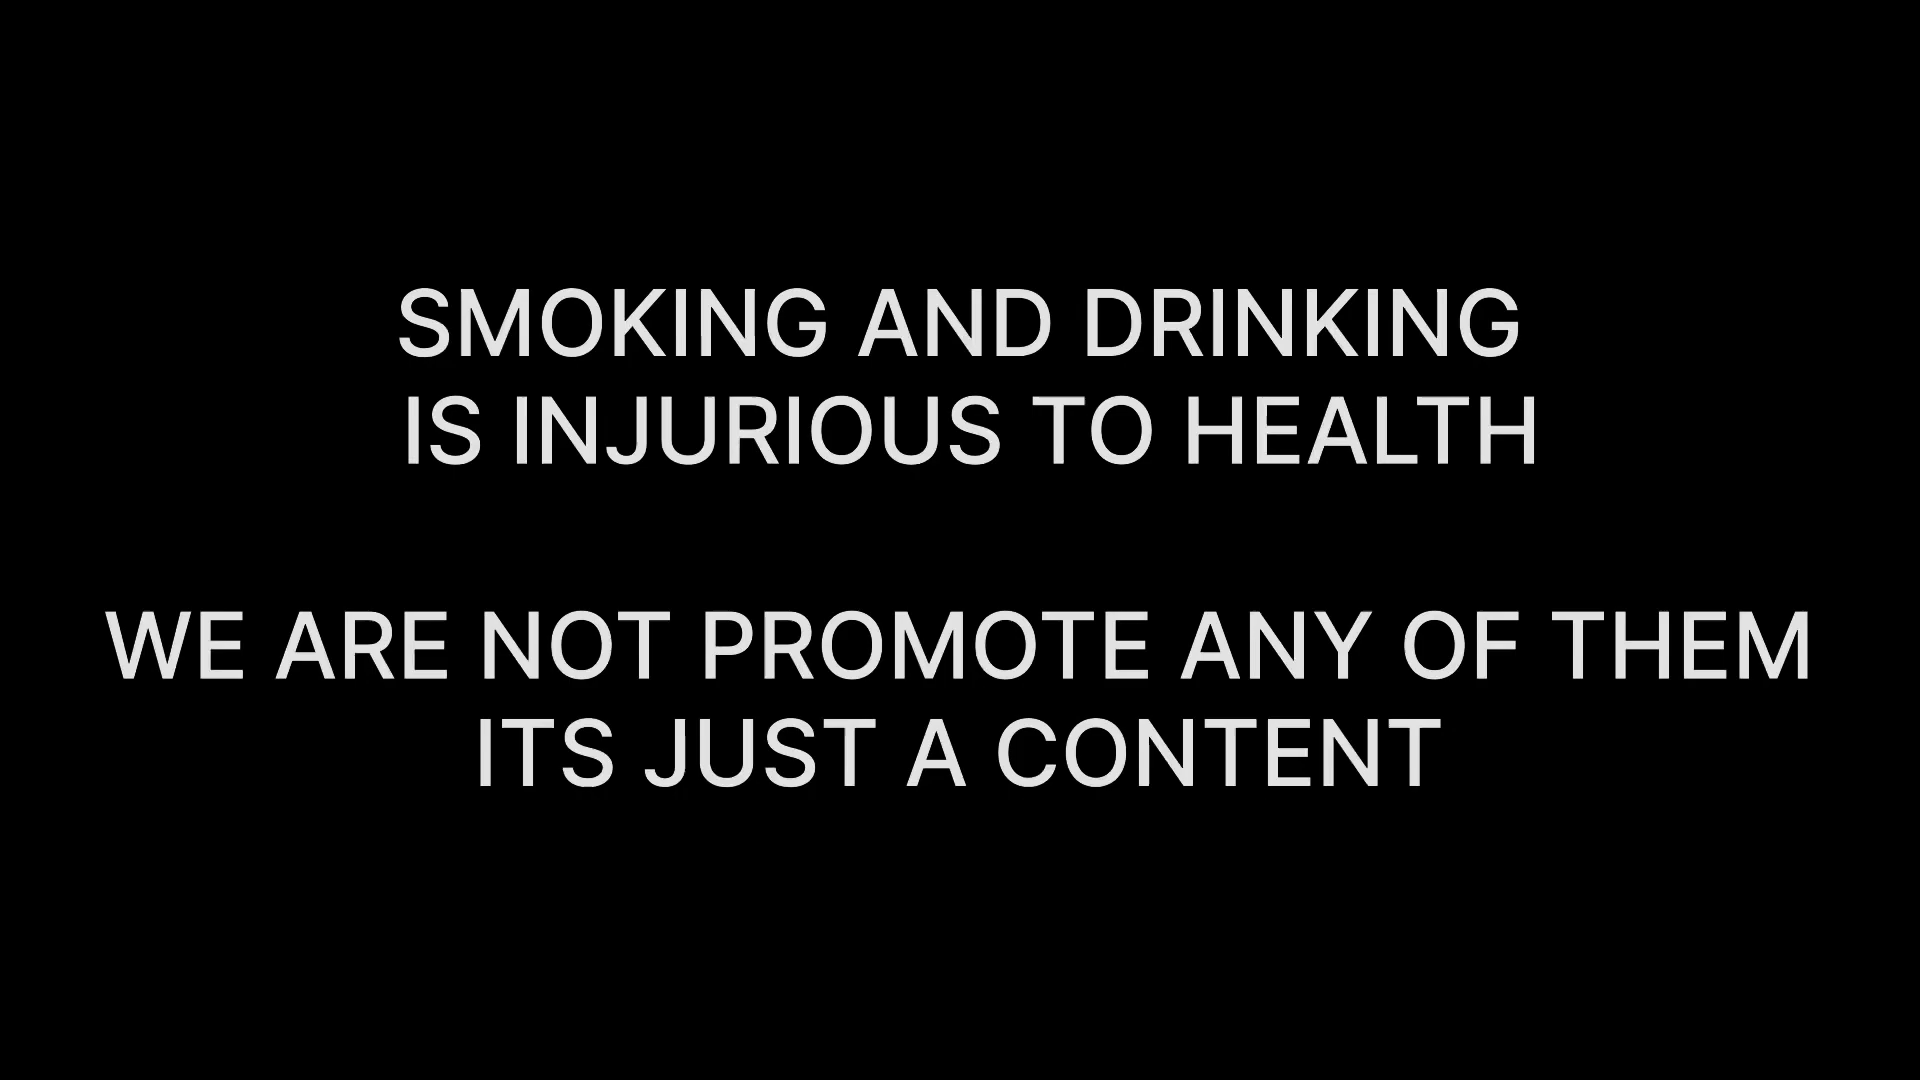 SMOKING AND DRINKING
IS INJURIOUS TO HEALTH
WE ARE NOT PROMOTE ANY OF THEM
ITS JUST A CONTENT